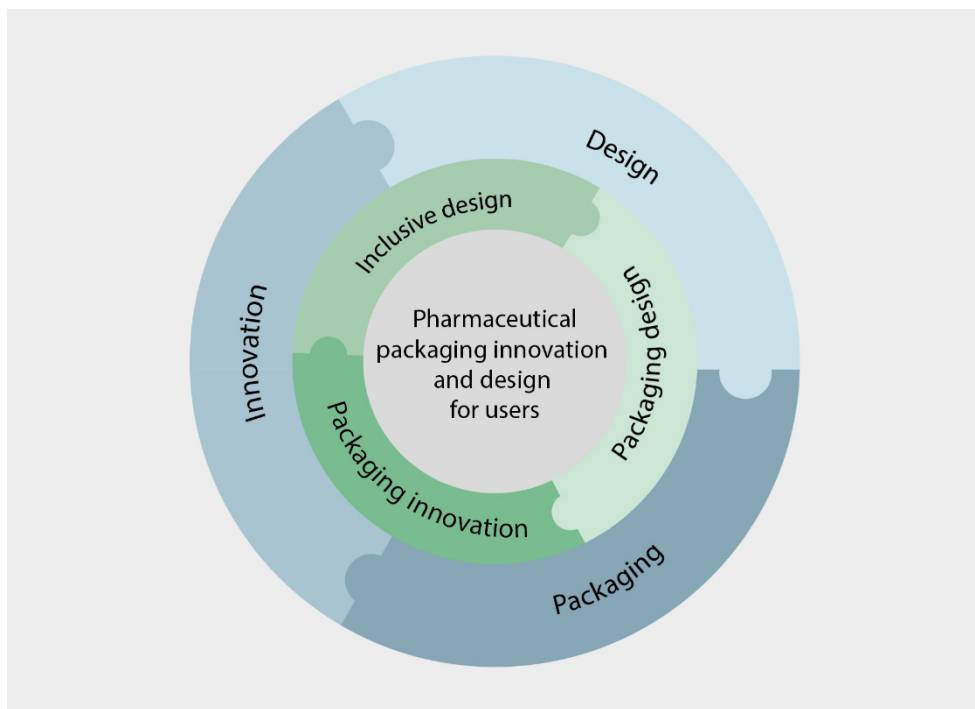 Design
Innovation
Packaging
Inclusive design
Packaging design
Packaging innovation
Pharmaceutical
packaging innovation
and design
for users